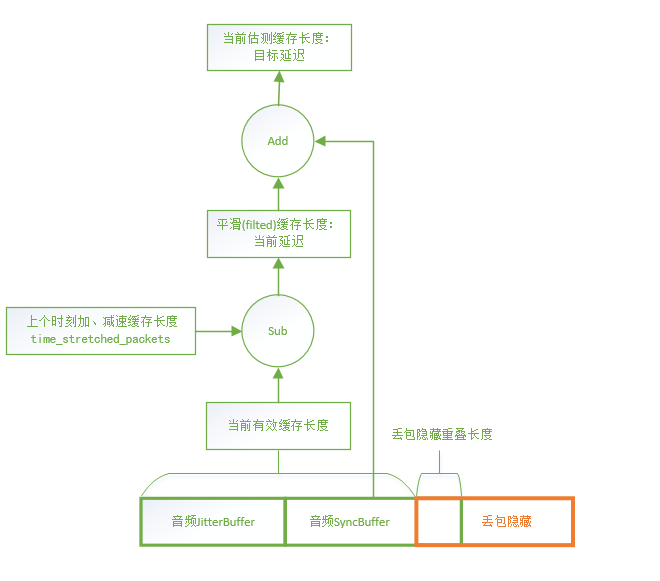 当前估测缓存长度：
目标延迟
Add
平滑(filted)缓存长度：
当前延迟
上个时刻加、减速缓存长度
time_stretched_packets
Sub
当前有效缓存长度
丢包隐藏重叠长度
音频JitterBuffer
音频SyncBuffer
丢包隐藏